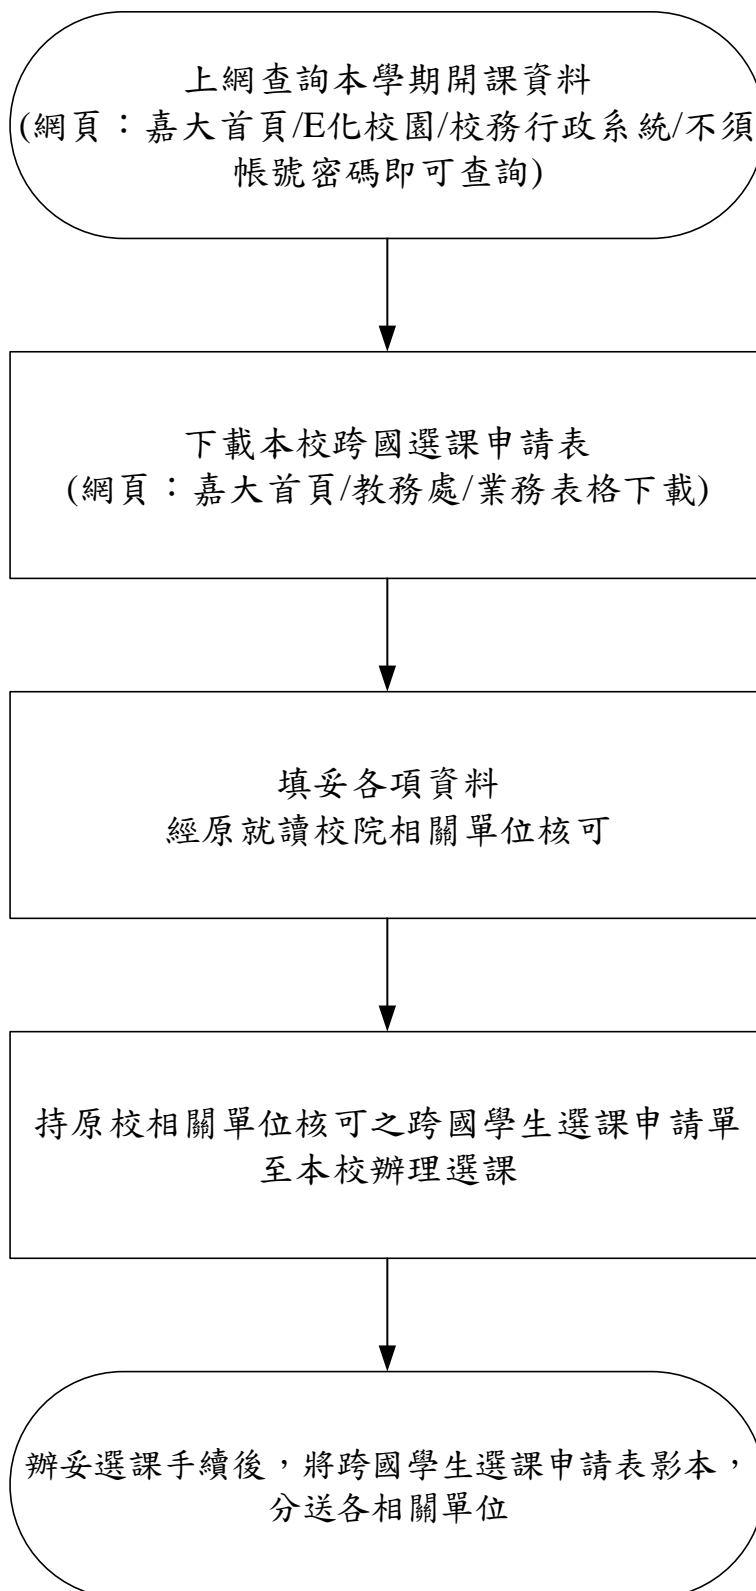 上網查詢本學期開課資料
(網頁：嘉大首頁/E化校園/校務行政系統/不須
帳號密碼即可查詢)
下載本校跨國選課申請表
(網頁：嘉大首頁/教務處/業務表格下載)
填妥各項資料
經原就讀校院相關單位核可
持原校相關單位核可之跨國學生選課申請單
至本校辦理選課
辦妥選課手續後，將跨國學生選課申請表影本，
分送各相關單位